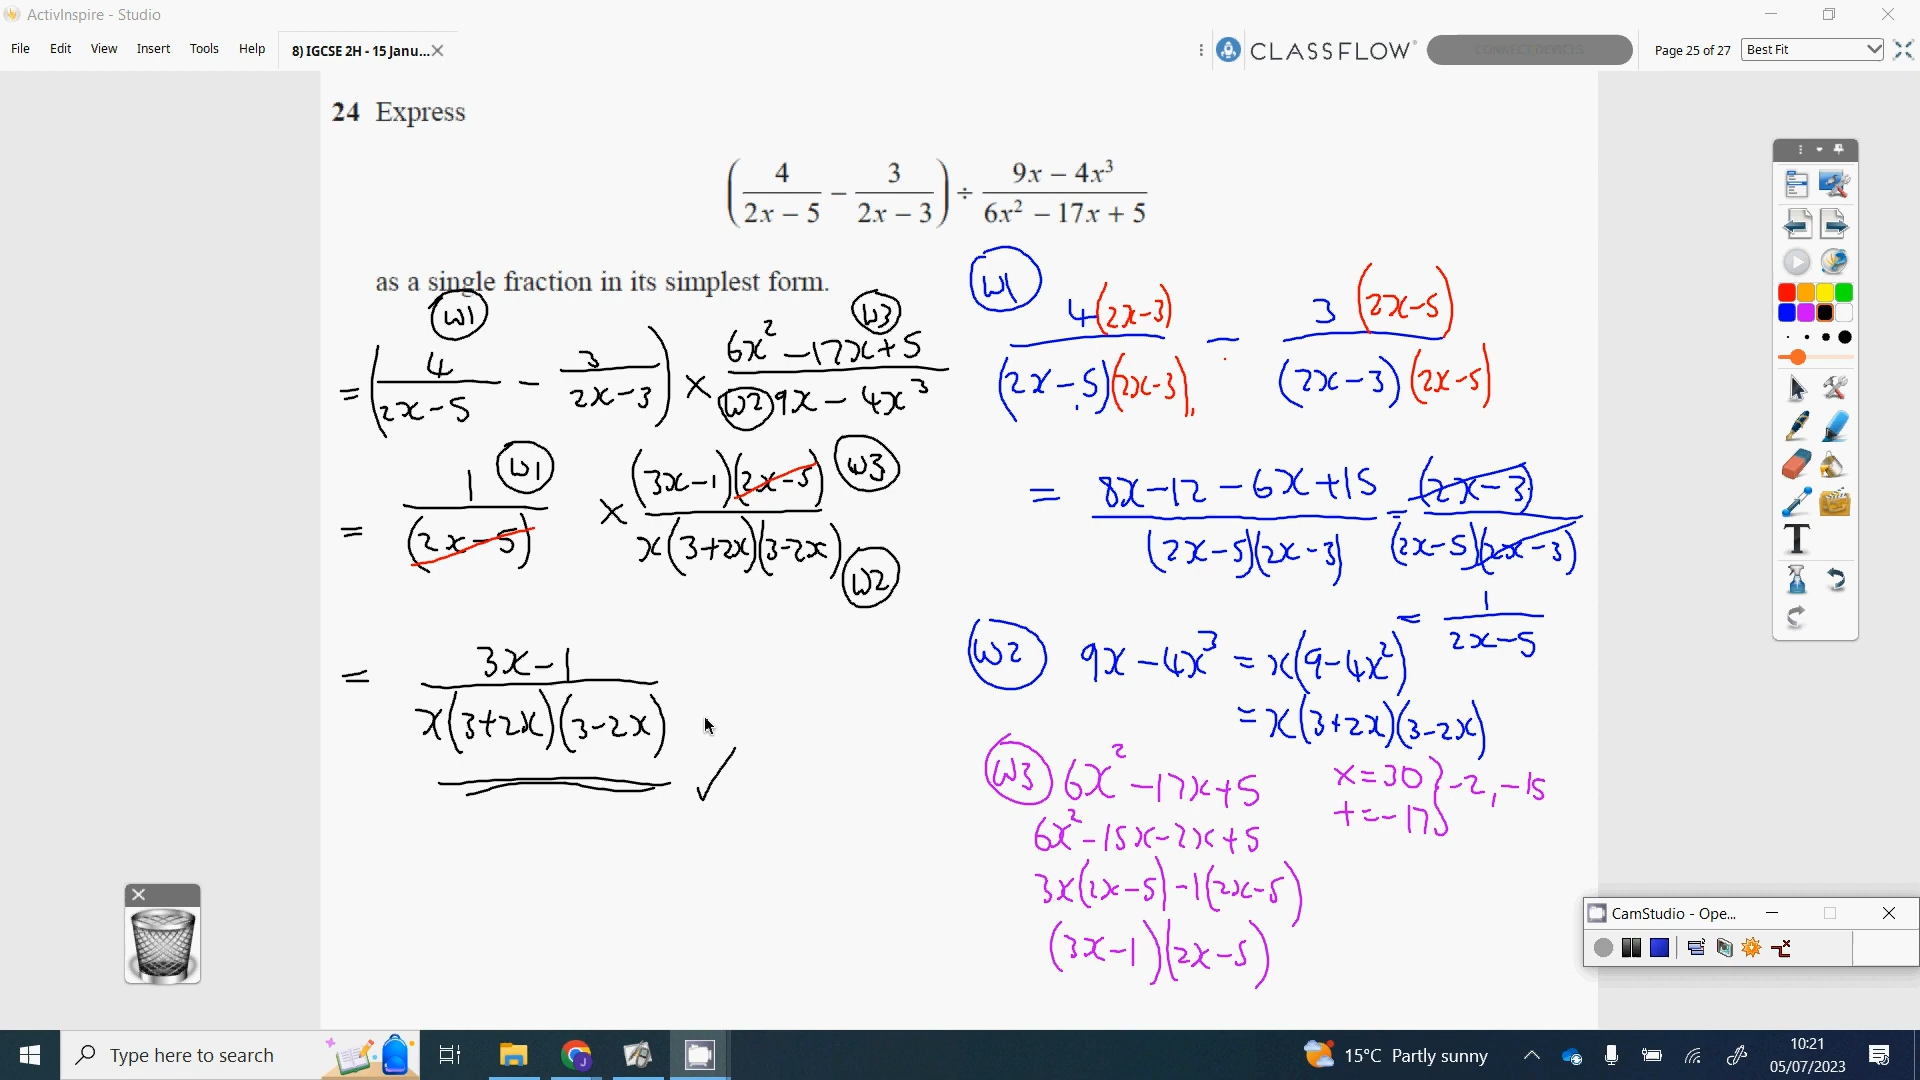 ActivInspire - Studio
File Edit View Insert Tools Help 8) IGCSE 2H - 15 Janu... CLASSFLOW Page 25 of 27 Best Fit
24 Express
(4/(2x – 5) – 3/(2x – 3)) ÷ (9x – 4x³)/(6x² – 17x + 5)
as a single fraction in its simplest form.
W1 W3
= (4/(2x-5) - 3/(2x-3)) × (6x² - 17x + 5)/(9x - 4x³)
W2
W1 W3
= 1/(2x-5) × (3x-1)(2x-5)/x(3+2x)(3-2x)
W2
= (3x-1)/x(3+2x)(3-2x) ✓
W1
4(2x-3)/(2x-5)(2x-3) - 3(2x-5)/(2x-3)(2x-5)
= (8x-12-6x+15)/(2x-5)(2x-3) = (2x-3)/(2x-5)(2x-3)
= 1/(2x-5)
W2 9x-4x³ = x(9-4x²)
= x(3+2x)(3-2x)
W3 6x² -17x+5 x=30 } -2, -15
+=-17
6x²-15x-2x+5
3x(2x-5)-1(2x-5)
(3x-1)(2x-5)
CamStudio - Ope...
Type here to search 15°C Partly sunny 10:21
05/07/2023